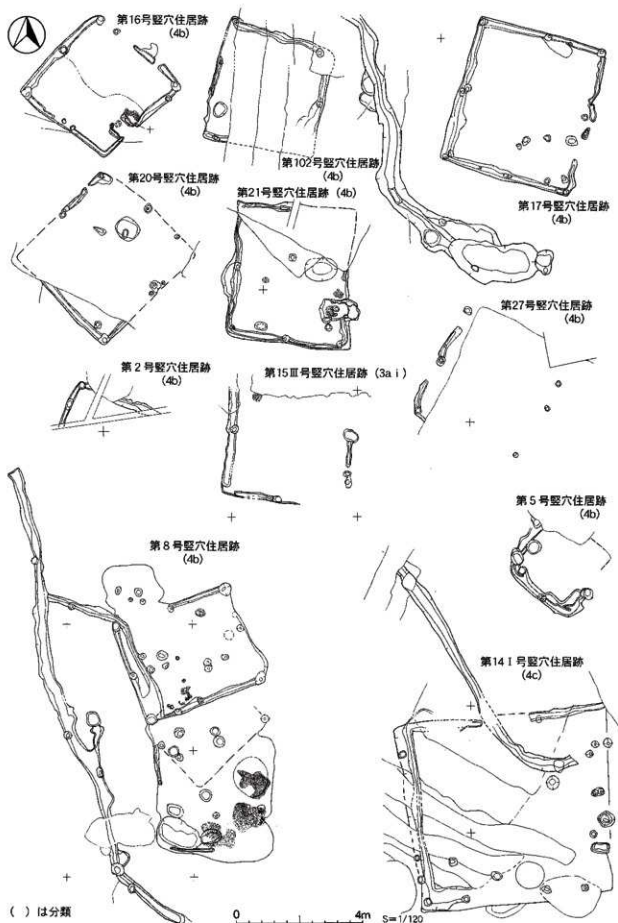 第16号竪穴住居跡
(4b)
第102号竪穴住居跡
(4b)
第17号竪穴住居跡
(4b)
第20号竪穴住居跡
(4b)
第21号竪穴住居跡 (4b)
第27号竪穴住居跡
(4b)
第2号竪穴住居跡
(4b)
第15Ⅲ号竪穴住居跡 (3aⅰ)
第5号竪穴住居跡
(4b)
第8号竪穴住居跡
(4b)
第14Ⅰ号竪穴住居跡
(4c)
( ) は分類
0 4m
S=1/120